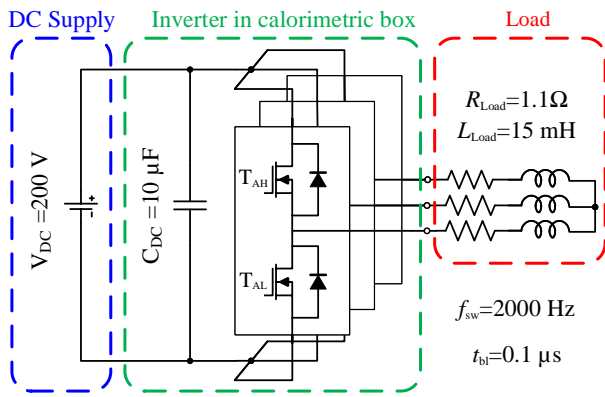 DC Supply
Inverter in calorimetric box
Load
V_DC =200 V
C_DC =10 µF
T_AH
T_AL
R_Load=1.1Ω
L_Load=15 mH
f_sw=2000 Hz
t_bl=0.1 µs